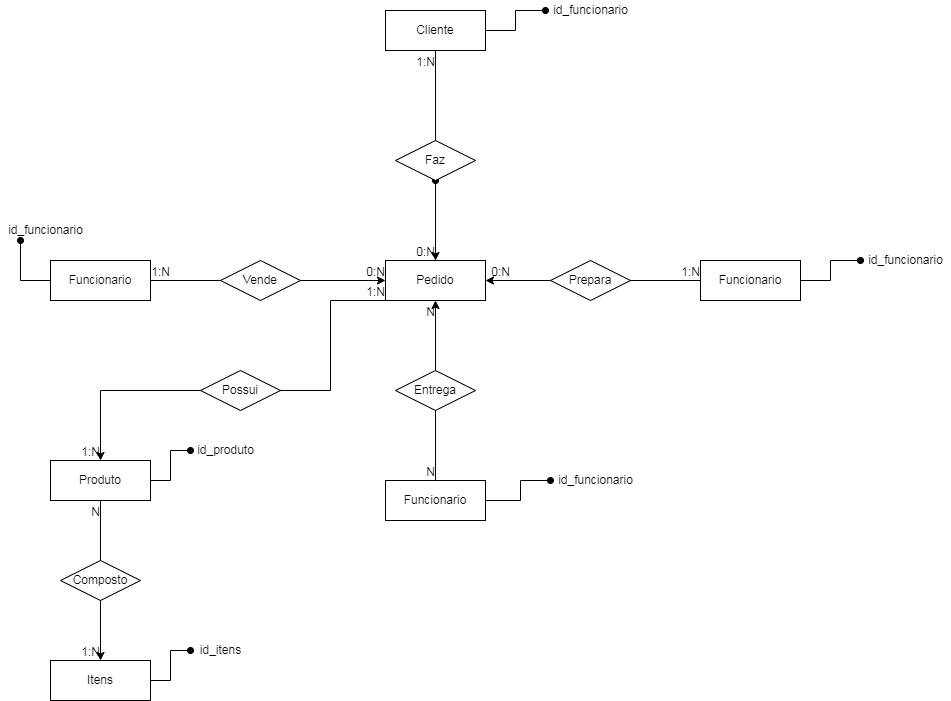 id_funcionario
Cliente
1:N
Faz
id_funcionario
0:N
Funcionario
1:N
Vende
0:N
Pedido
0:N
Prepara
1:N
Funcionario
id_funcionario
1:N
N
Possui
Entrega
1:N
id_produto
Produto
N
Funcionario
id_funcionario
N
Composto
1:N
id_itens
Itens